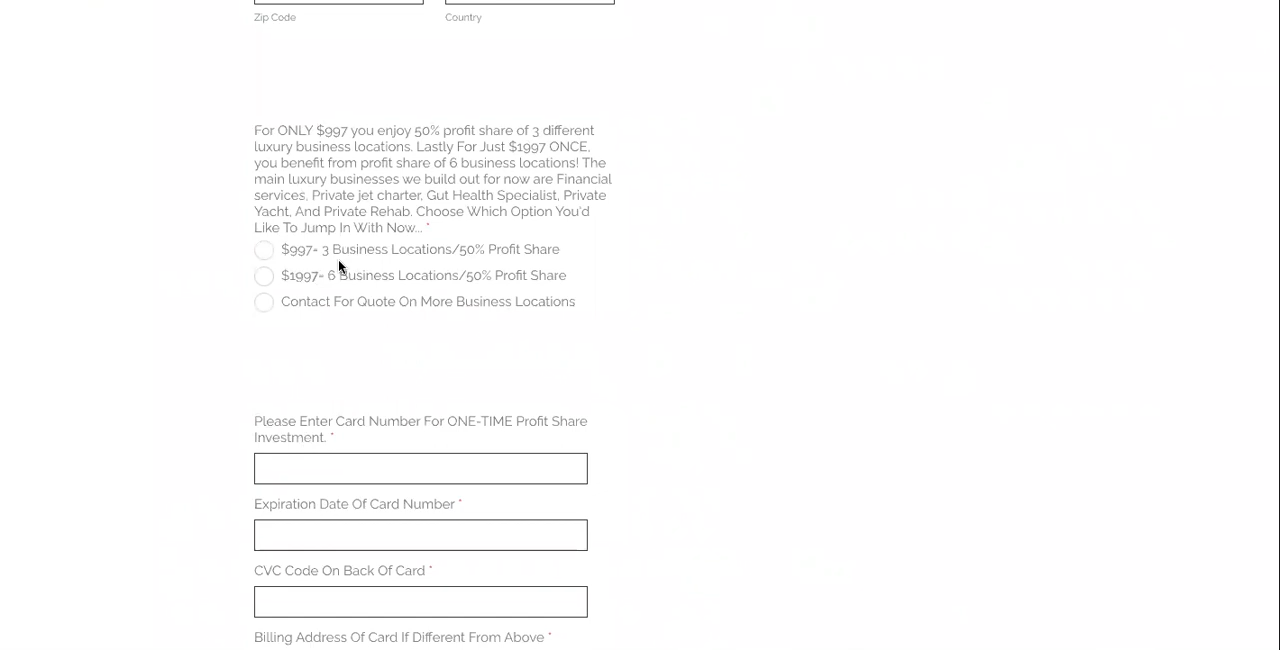 Zip Code
Country
For ONLY $997 you enjoy 50% profit share of 3 different
luxury business locations. Lastly For Just $1997 ONCE,
you benefit from profit share of 6 business locations! The
main luxury businesses we build out for now are Financial
services, Private jet charter, Gut Health Specialist, Private
Yacht, And Private Rehab. Choose Which Option You'd
Like To Jump In With Now... *
$997- 3 Business Locations/50% Profit Share
$1997- 6 Business Locations/50% Profit Share
Contact For Quote On More Business Locations
Please Enter Card Number For ONE-TIME Profit Share
Investment. *
Expiration Date Of Card Number *
CVC Code On Back Of Card *
Billing Address Of Card If Different From Above *